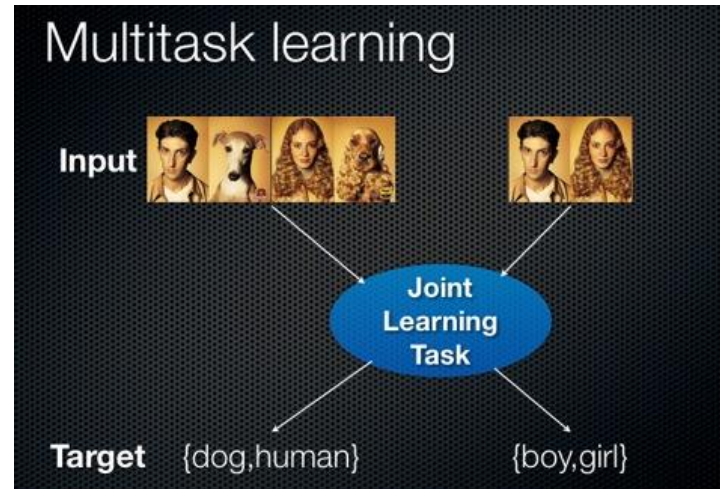 Multitask learning
Input
Joint
Learning
Task
Target {dog,human} {boy,girl}